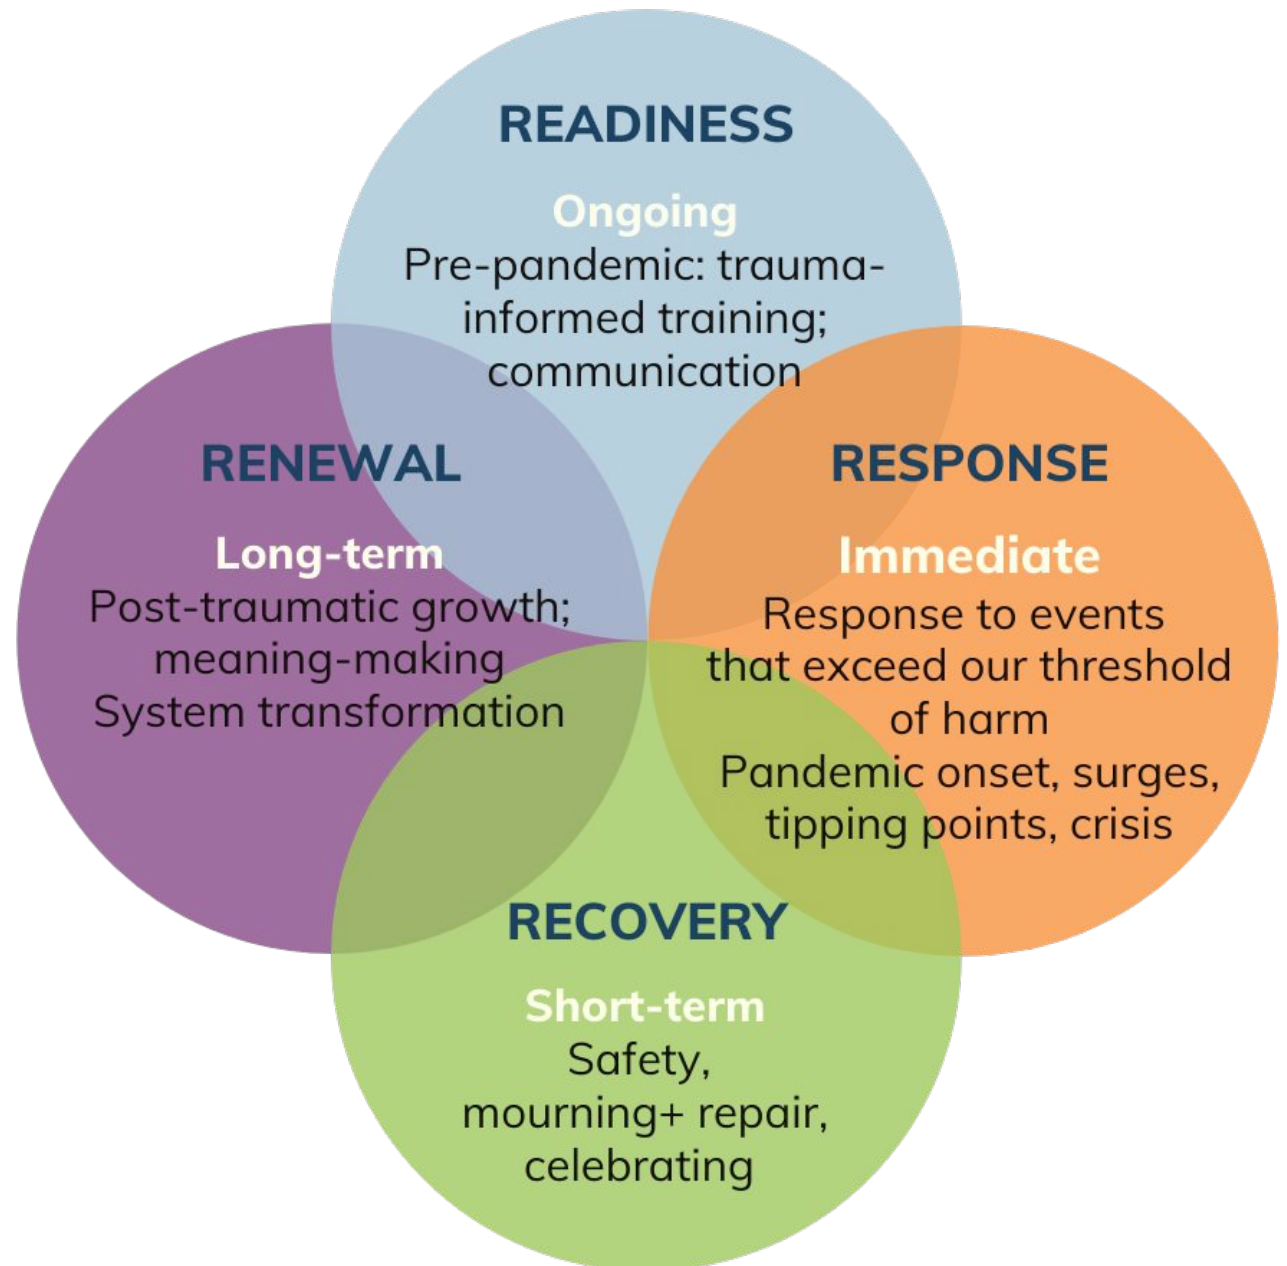 READINESS
Ongoing
Pre-pandemic: trauma-
informed training;
communication
RENEWAL
Long-term
Post-traumatic growth;
meaning-making
System transformation
RESPONSE
Immediate
Response to events
that exceed our threshold
of harm
Pandemic onset, surges,
tipping points, crisis
RECOVERY
Short-term
Safety,
mourning+ repair,
celebrating